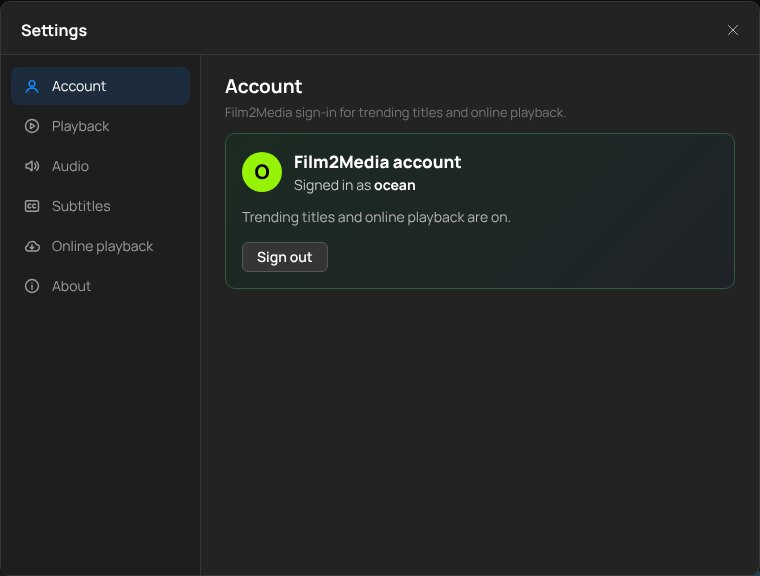 Settings
Account
Playback
Audio
CC
Subtitles
Online playback
About
Account
Film2Media sign-in for trending titles and online playback.
O
Film2Media account
Signed in as ocean
Trending titles and online playback are on.
Sign out